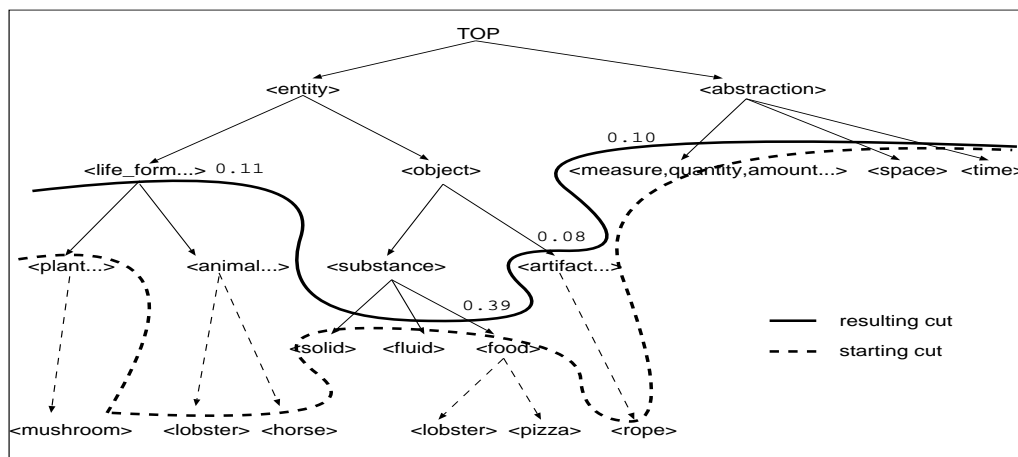 TOP
<entity> <abstraction>
0.10
<life_form...> 0.11 <object> <measure,quantity,amount...> <space> <time>
0.08
<plant...> <animal...> <substance> <artifact...>
0.39
resulting cut
<solid> <fluid> <food>
starting cut
<mushroom> <lobster> <horse> <lobster> <pizza> <rope>